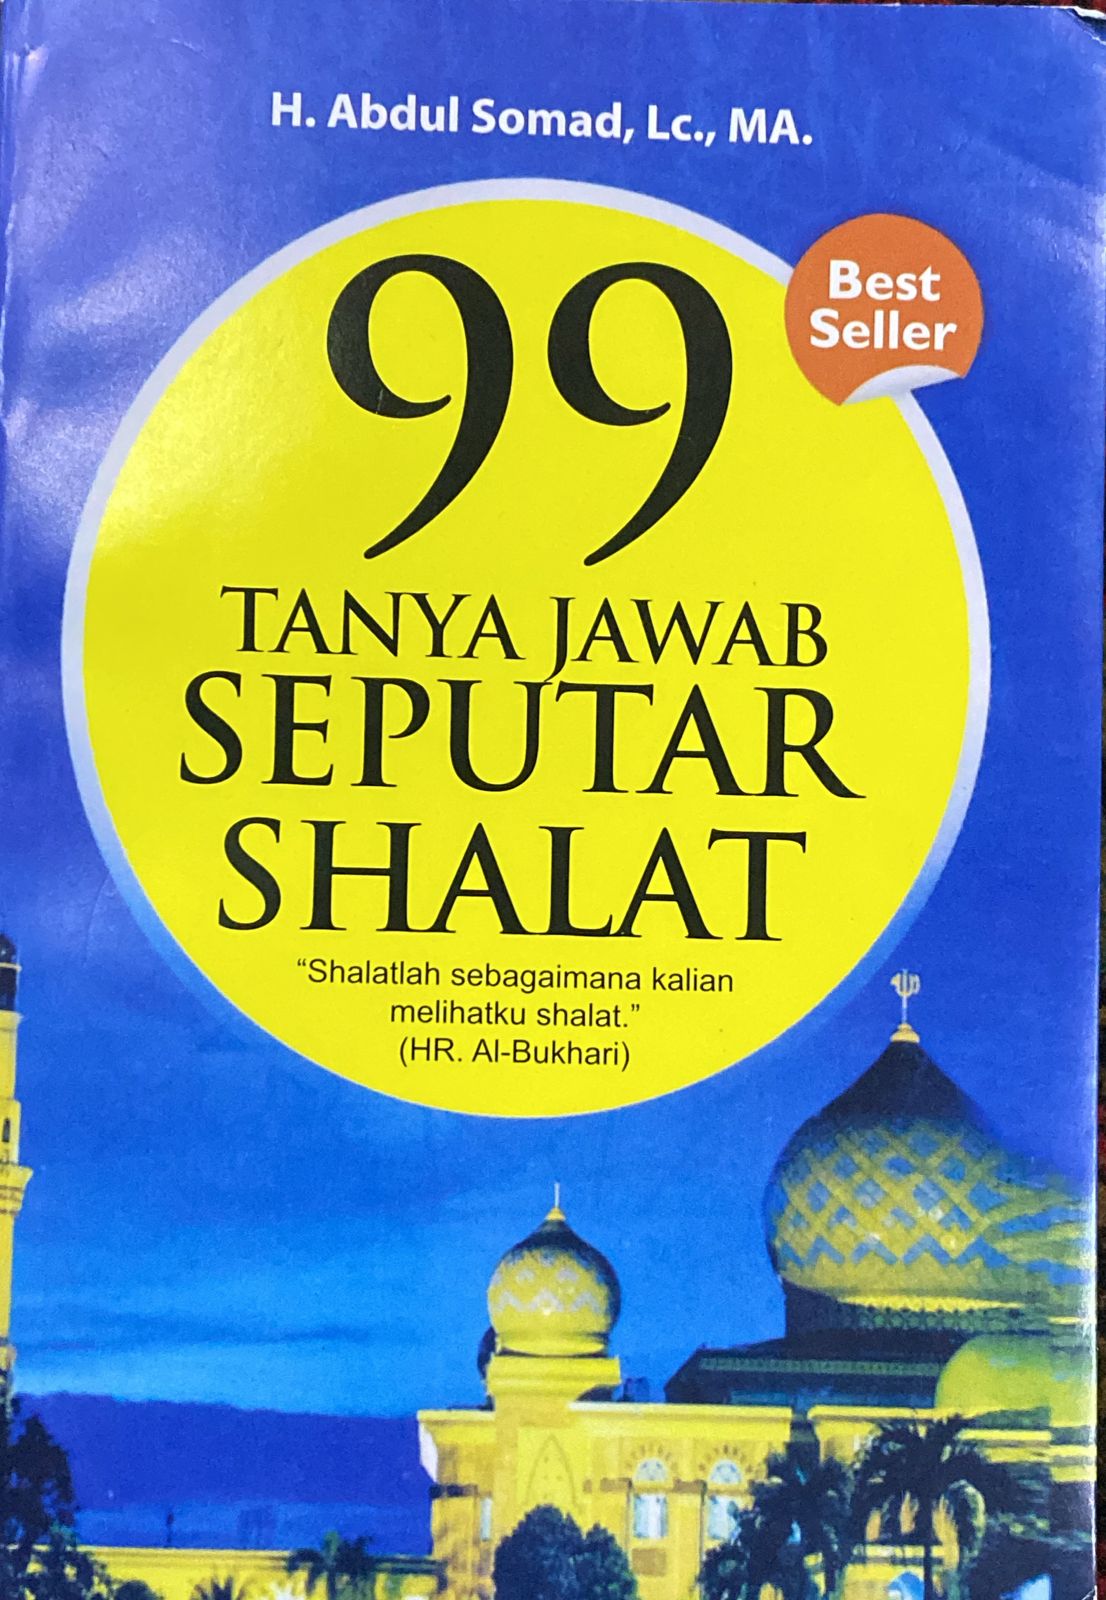 H. Abdul Somad, Lc., MA.
Best
Seller
99
TANYA JAWAB
SEPUTAR
SHALAT
“Shalatlah sebagaimana kalian
melihatku shalat.”
(HR. Al-Bukhari)